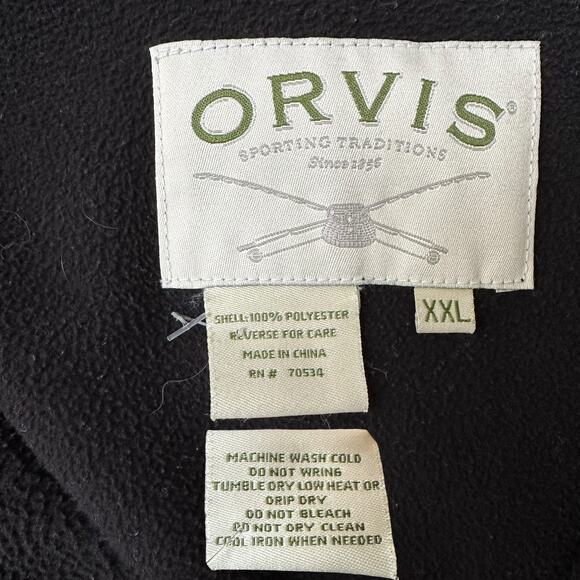 ORVIS®
SPORTING TRADITIONS
Since 1856
XXL
SHELL:100% POLYESTER
REVERSE FOR CARE
MADE IN CHINA
RN # 70534
MACHINE WASH COLD
DO NOT WRING
TUMBLE DRY LOW HEAT OR
DRIP DRY
DO NOT BLEACH
DO NOT DRY CLEAN
COOL IRON WHEN NEEDED